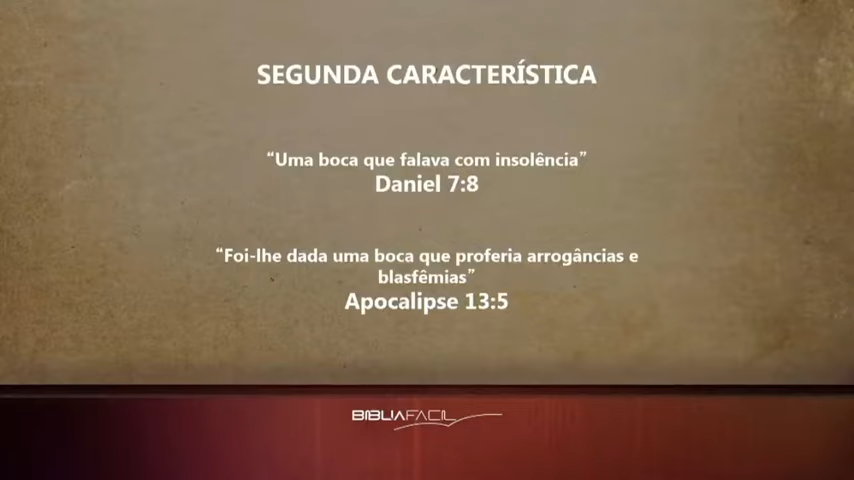 SEGUNDA CARACTERÍSTICA
“Uma boca que falava com insolência”
Daniel 7:8
“Foi-lhe dada uma boca que proferia arrogâncias e
blasfêmias”
Apocalipse 13:5
BIBLIAFACIL